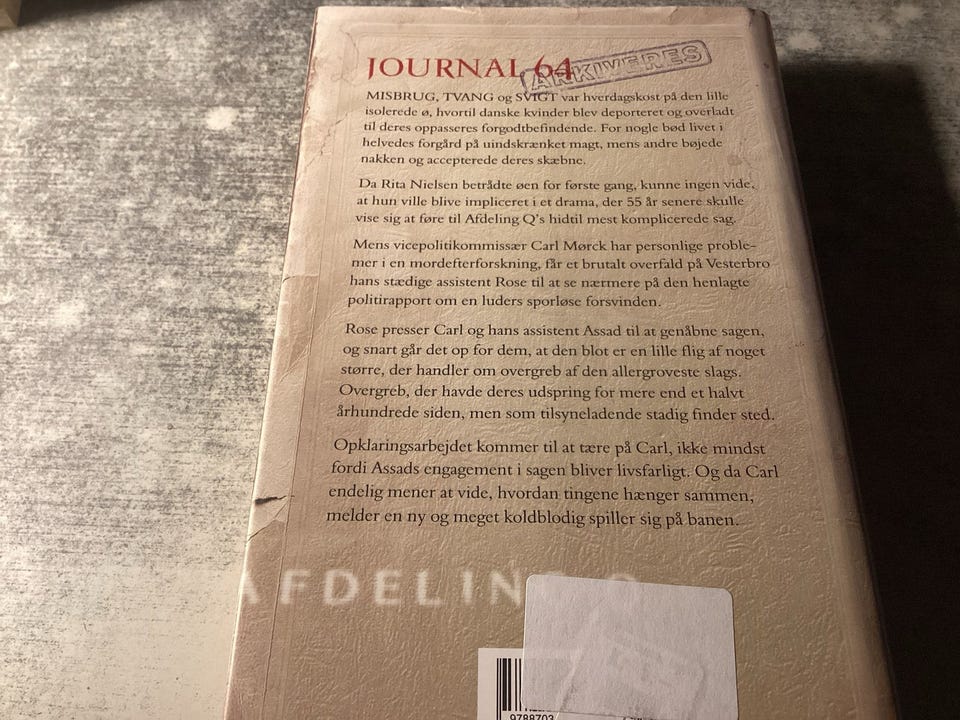 JOURNAL 64
ARKIVERES
MISBRUG, TVANG og SVIGT var hverdagskost på den lille
isolerede ø, hvortil danske kvinder blev deporteret og overladt
til deres oppasseres forgodtbefindende. For nogle bød livet i
helvedes forgård på uindskrænket magt, mens andre bøjede
nakken og accepterede deres skæbne.
Da Rita Nielsen betrådte øen for første gang, kunne ingen vide,
at hun ville blive impliceret i et drama, der 55 år senere skulle
vise sig at føre til Afdeling Q's hidtil mest komplicerede sag.
Mens vicepolitikommissær Carl Mørck har personlige proble-
mer i en mordefterforskning, får et brutalt overfald på Vesterbro
hans stædige assistent Rose til at se nærmere på den henlagte
politirapport om en luders sporløse forsvinden.
Rose presser Carl og hans assistent Assad til at genåbne sagen,
og snart går det op for dem, at den blot er en lille flig af noget
større, der handler om overgreb af den allergroveste slags.
Overgreb, der havde deres udspring for mere end et halvt
århundrede siden, men som tilsyneladende stadig finder sted.
Opklaringsarbejdet kommer til at tære på Carl, ikke mindst
fordi Assads engagement i sagen bliver livsfarligt. Og da Carl
endelig mener at vide, hvordan tingene hænger sammen,
melder en ny og meget koldblodig spiller sig på banen.
AFDELING
9788703